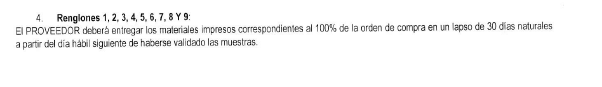 4. Renglones 1, 2, 3, 4, 5, 6, 7, 8 Y 9:
El PROVEEDOR deberá entregar los materiales impresos correspondientes al 100% de la orden de compra en un lapso de 30 días naturales
a partir del día hábil siguiente de haberse validado las muestras.